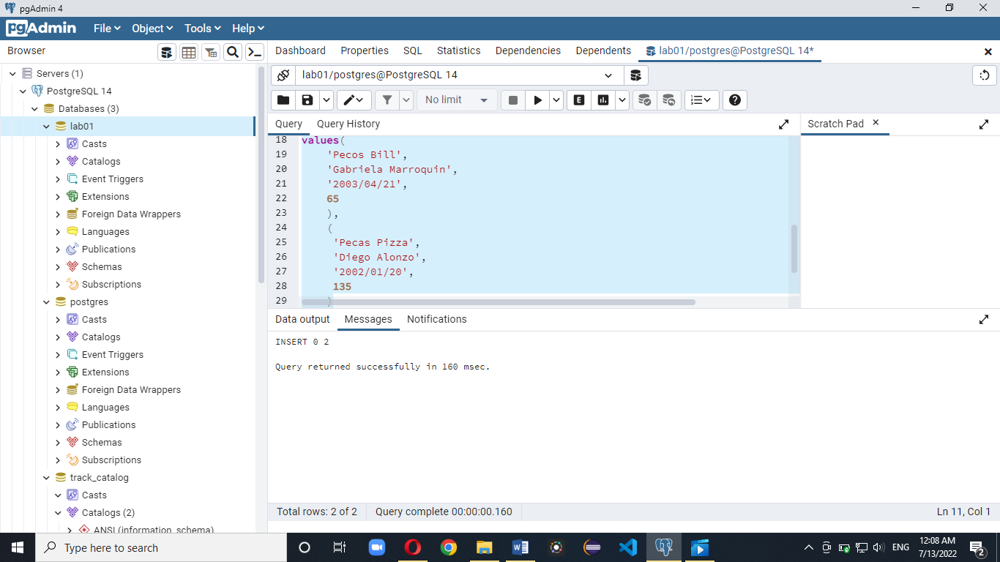 pgAdmin 4
pgAdmin
File Object Tools Help
Browser
Dashboard Properties SQL Statistics Dependencies Dependents lab01/postgres@PostgreSQL 14*
Servers (1)
PostgreSQL 14
Databases (3)
lab01
Casts
Catalogs
Event Triggers
Extensions
Foreign Data Wrappers
Languages
Publications
Schemas
Subscriptions
postgres
Casts
Catalogs
Event Triggers
Extensions
Foreign Data Wrappers
Languages
Publications
Schemas
Subscriptions
track_catalog
Casts
Catalogs (2)
ANSI (information_schema)
lab01/postgres@PostgreSQL 14
No limit
E
Query Query History
Scratch Pad
18 values(
19 'Pecos Bill',
20 'Gabriela Marroquin',
21 '2003/04/21',
22 65
23 ),
24 (
25 'Pecas Pizza',
26 'Diego Alonzo',
27 '2002/01/20',
28 135
29 )
Data output Messages Notifications
INSERT 0 2
Query returned successfully in 160 msec.
Total rows: 2 of 2 Query complete 00:00:00.160 Ln 11, Col 1
Type here to search
ENG
12:08 AM
7/13/2022
2